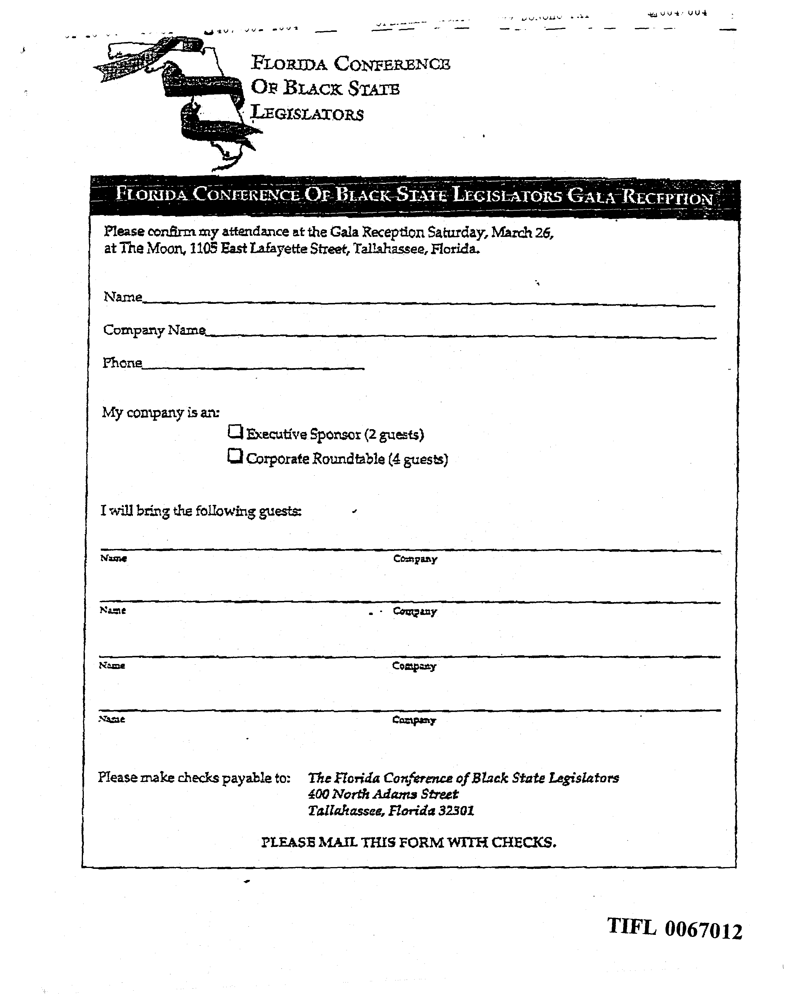 FLORIDA CONFERENCE
OF BLACK STATE
LEGISLATORS
FLORIDA CONFERENCE OF BLACK STATE LEGISLATORS GALA RECEPTION
Please confirm my attendance at the Gala Reception Saturday, March 26,
at The Moon, 1105 East Lafayette Street, Tallahassee, Florida.
Name
Company Name
Phone
My company is an:
Executive Sponsor (2 guests)
Corporate Roundtable (4 guests)
I will bring the following guests:
Name Company
Name Company
Name Company
Name Company
Please make checks payable to: The Florida Conference of Black State Legislators
400 North Adams Street
Tallahassee, Florida 32301
PLEASE MAIL THIS FORM WITH CHECKS.
TIFL 0067012